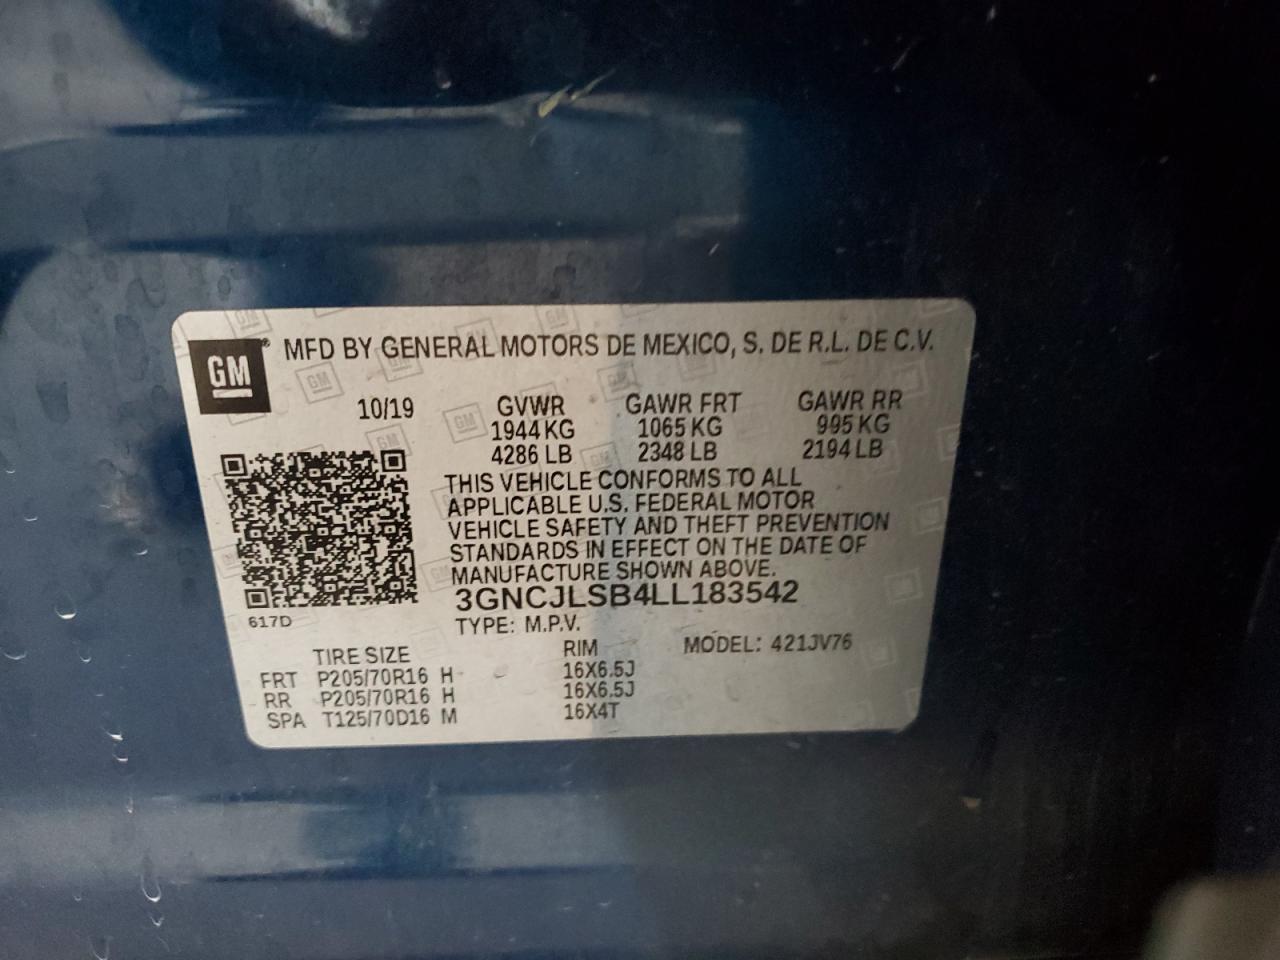 GM
MFD BY GENERAL MOTORS DE MEXICO, S. DE R.L. DE C.V.
10/19 GVWR GAWR FRT GAWR RR
1944 KG 1065 KG 995 KG
4286 LB 2348 LB 2194 LB
THIS VEHICLE CONFORMS TO ALL
APPLICABLE U.S. FEDERAL MOTOR
VEHICLE SAFETY AND THEFT PREVENTION
STANDARDS IN EFFECT ON THE DATE OF
MANUFACTURE SHOWN ABOVE.
3GNCJLSB4LL183542
617D
TYPE: M.P.V.
TIRE SIZE RIM MODEL: 421JV76
FRT P205/70R16 H 16X6.5J
RR P205/70R16 H 16X6.5J
SPA T125/70D16 M 16X4T